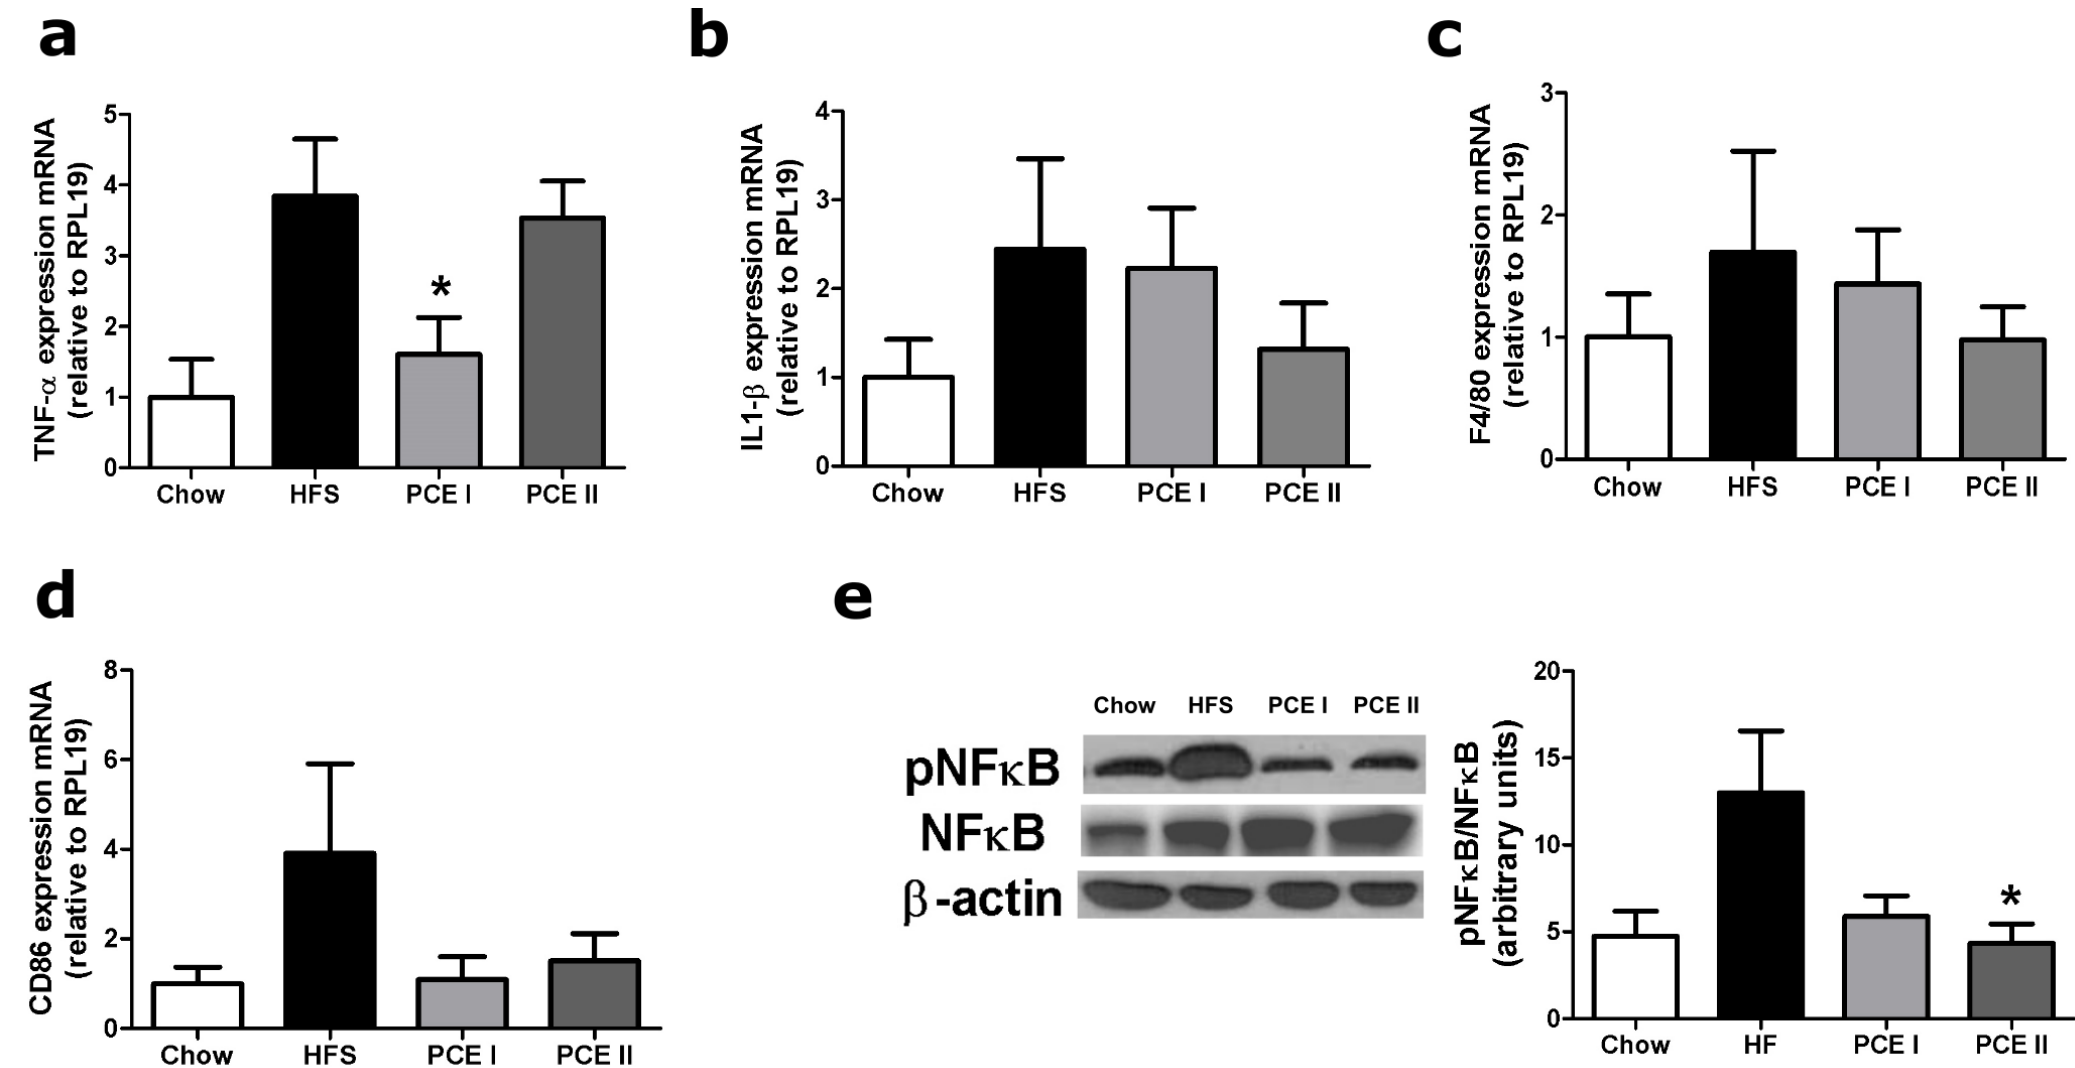 a
TNF-α expression mRNA
(relative to RPL19)
5
4
3
2
1
0
*
Chow HFS PCE I PCE II
b
IL1-β expression mRNA
(relative to RPL19)
4
3
2
1
0
Chow HFS PCE I PCE II
c
F4/80 expression mRNA
(relative to RPL19)
3
2
1
0
Chow HFS PCE I PCE II
d
CD86 expression mRNA
(relative to RPL19)
8
6
4
2
0
Chow HFS PCE I PCE II
e
Chow HFS PCE I PCE II
pNFκB
NFκB
β-actin
pNFκB/NFκB
(arbitrary units)
20
15
10
5
0
*
Chow HF PCE I PCE II